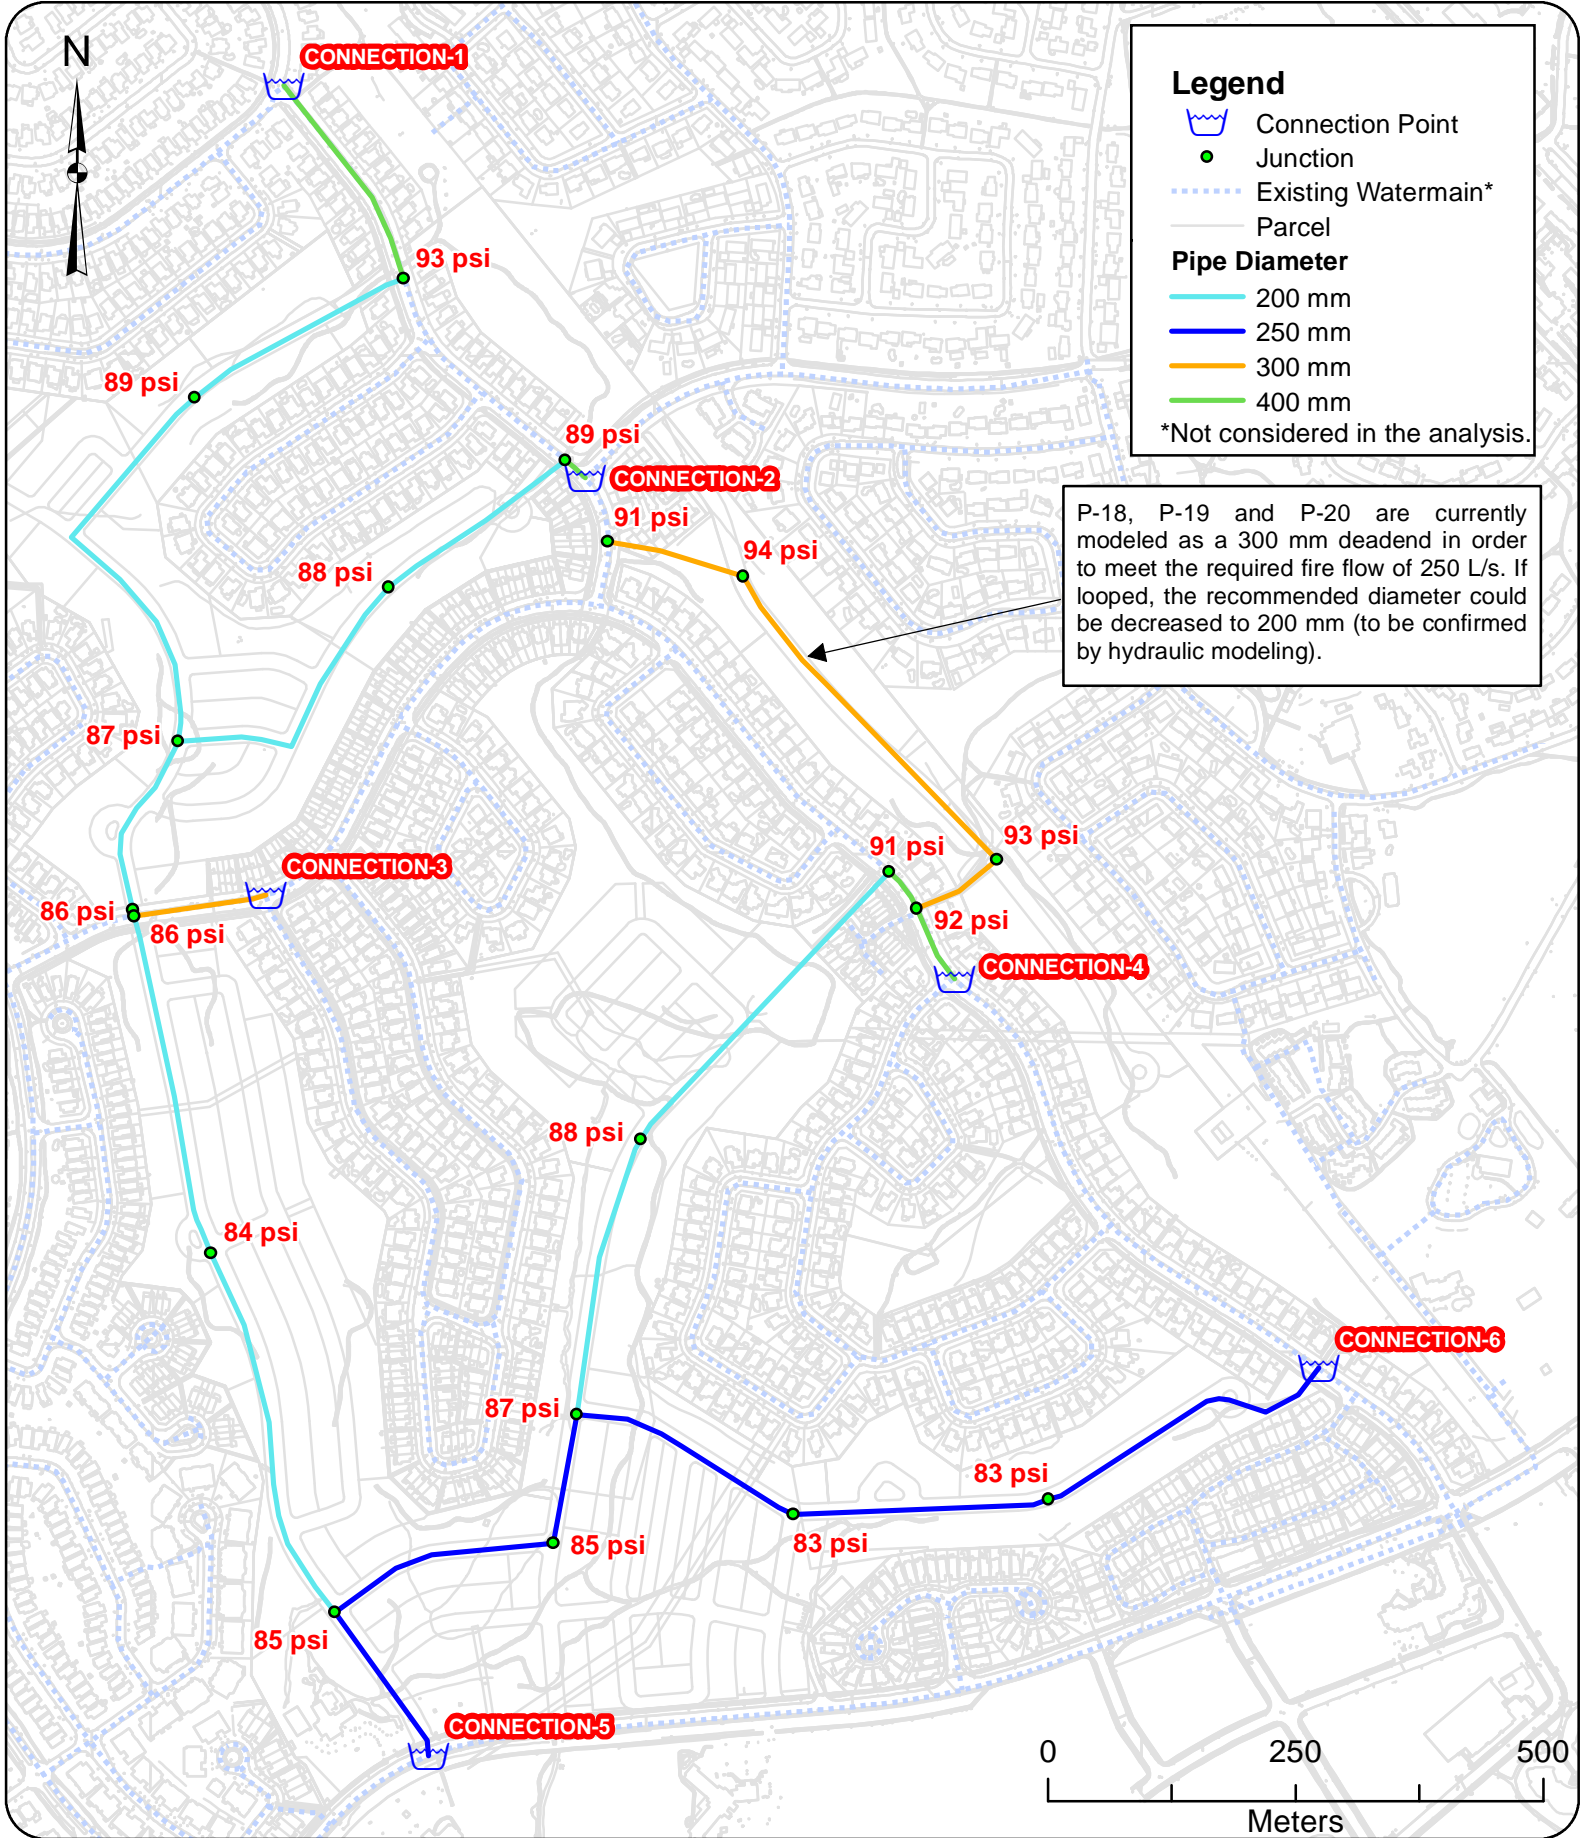 N
CONNECTION-1
Legend
Connection Point
Junction
Existing Watermain*
Parcel
Pipe Diameter
200 mm
250 mm
300 mm
400 mm
*Not considered in the analysis.
93 psi
89 psi
89 psi
CONNECTION-2
91 psi
94 psi
88 psi
P-18, P-19 and P-20 are currently
modeled as a 300 mm deadend in order
to meet the required fire flow of 250 L/s. If
looped, the recommended diameter could
be decreased to 200 mm (to be confirmed
by hydraulic modeling).
87 psi
93 psi
91 psi
CONNECTION-3
86 psi
86 psi
92 psi
CONNECTION-4
88 psi
84 psi
CONNECTION-6
87 psi
83 psi
85 psi
83 psi
85 psi
CONNECTION-5
0 250 500
Meters